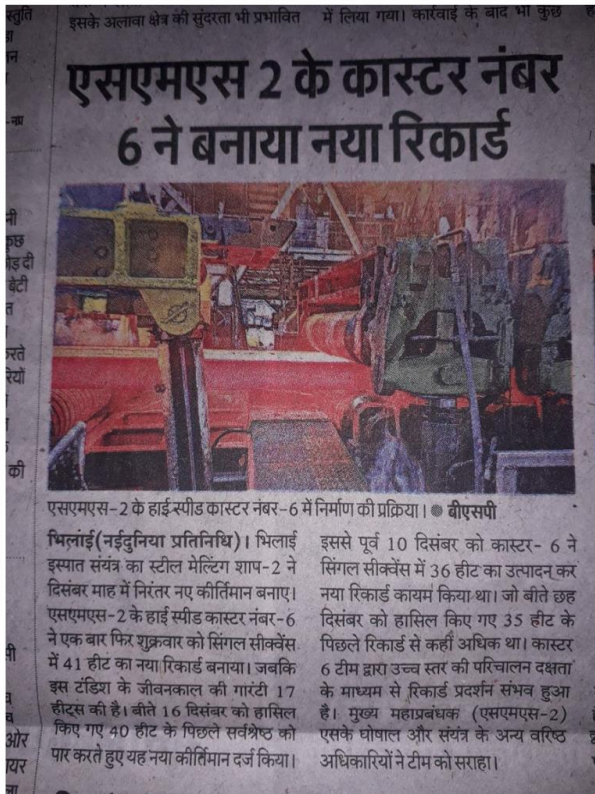 इसके अलावा क्षेत्र की सुंदरता भी प्रभावित
में लिया गया। कार्रवाई के बाद भी कुछ
एसएमएस 2 के कास्टर नंबर
6 ने बनाया नया रिकार्ड
एसएमएस-2 के हाई स्पीड कास्टर नंबर-6 में निर्माण की प्रक्रिया। ● बीएसपी
भिलाई(नईदुनिया प्रतिनिधि)। भिलाई
इस्पात संयंत्र का स्टील मेल्टिंग शाप-2 ने
दिसंबर माह में निरंतर नए कीर्तिमान बनाए।
एसएमएस-2 के हाई स्पीड कास्टर नंबर-6
ने एक बार फिर शुक्रवार को सिंगल सीक्वेंस
में 41 हीट का नया रिकार्ड बनाया। जबकि
इस टंडिश के जीवनकाल की गारंटी 17
हीट्स की है। बीते 16 दिसंबर को हासिल
किए गए 40 हीट के पिछले सर्वश्रेष्ठ को
पार करते हुए यह नया कीर्तिमान दर्ज किया।
इससे पूर्व 10 दिसंबर को कास्टर- 6 ने
सिंगल सीक्वेंस में 36 हीट का उत्पादन कर
नया रिकार्ड कायम किया था। जो बीते छह
दिसंबर को हासिल किए गए 35 हीट के
पिछले रिकार्ड से कहीं अधिक था। कास्टर
6 टीम द्वारा उच्च स्तर की परिचालन दक्षता
के माध्यम से रिकार्ड प्रदर्शन संभव हुआ
है। मुख्य महाप्रबंधक (एसएमएस-2)
एसके घोषाल और संयंत्र के अन्य वरिष्ठ
अधिकारियों ने टीम को सराहा।